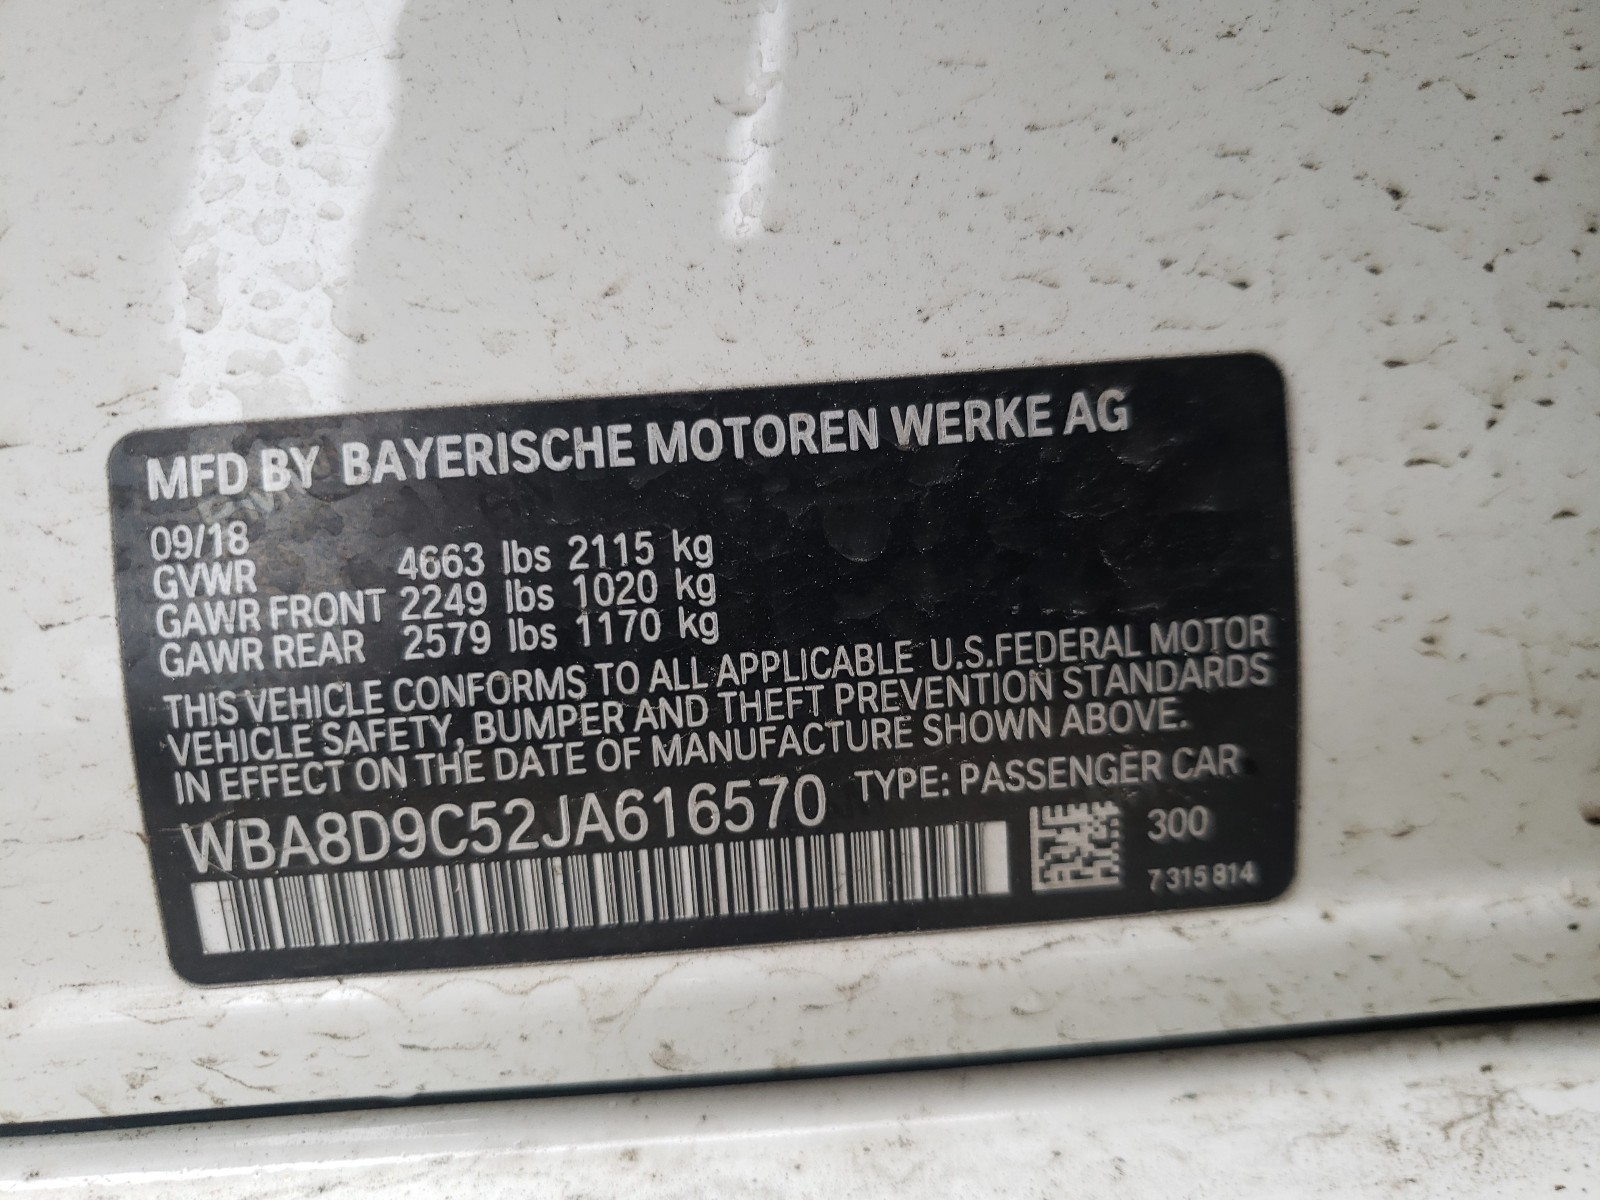 MFD BY BAYERISCHE MOTOREN WERKE AG
09/18
GVWR 4663 lbs 2115 kg
GAWR FRONT 2249 lbs 1020 kg
GAWR REAR 2579 lbs 1170 kg
THIS VEHICLE CONFORMS TO ALL APPLICABLE U.S.FEDERAL MOTOR
VEHICLE SAFETY, BUMPER AND THEFT PREVENTION STANDARDS
IN EFFECT ON THE DATE OF MANUFACTURE SHOWN ABOVE.
WBA8D9C52JA616570 TYPE: PASSENGER CAR
300
7 315 814